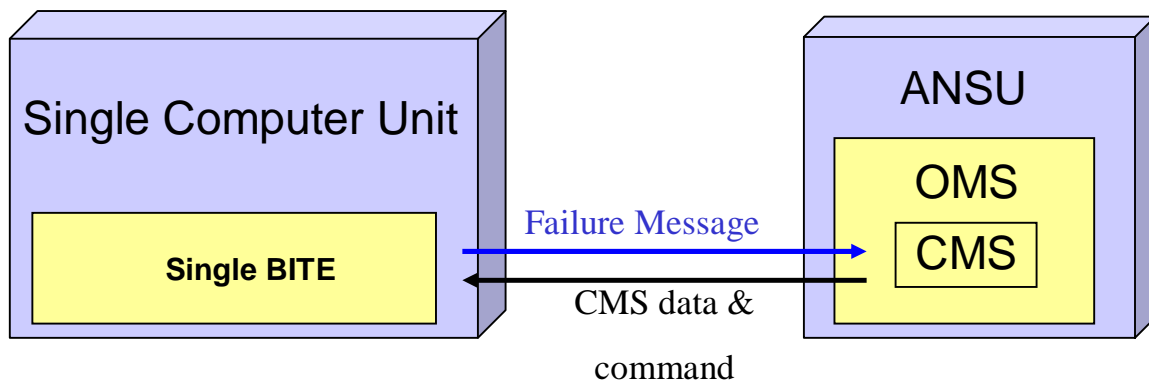 Single Computer Unit
Single BITE
Failure Message
CMS data &
command
ANSU
OMS
CMS